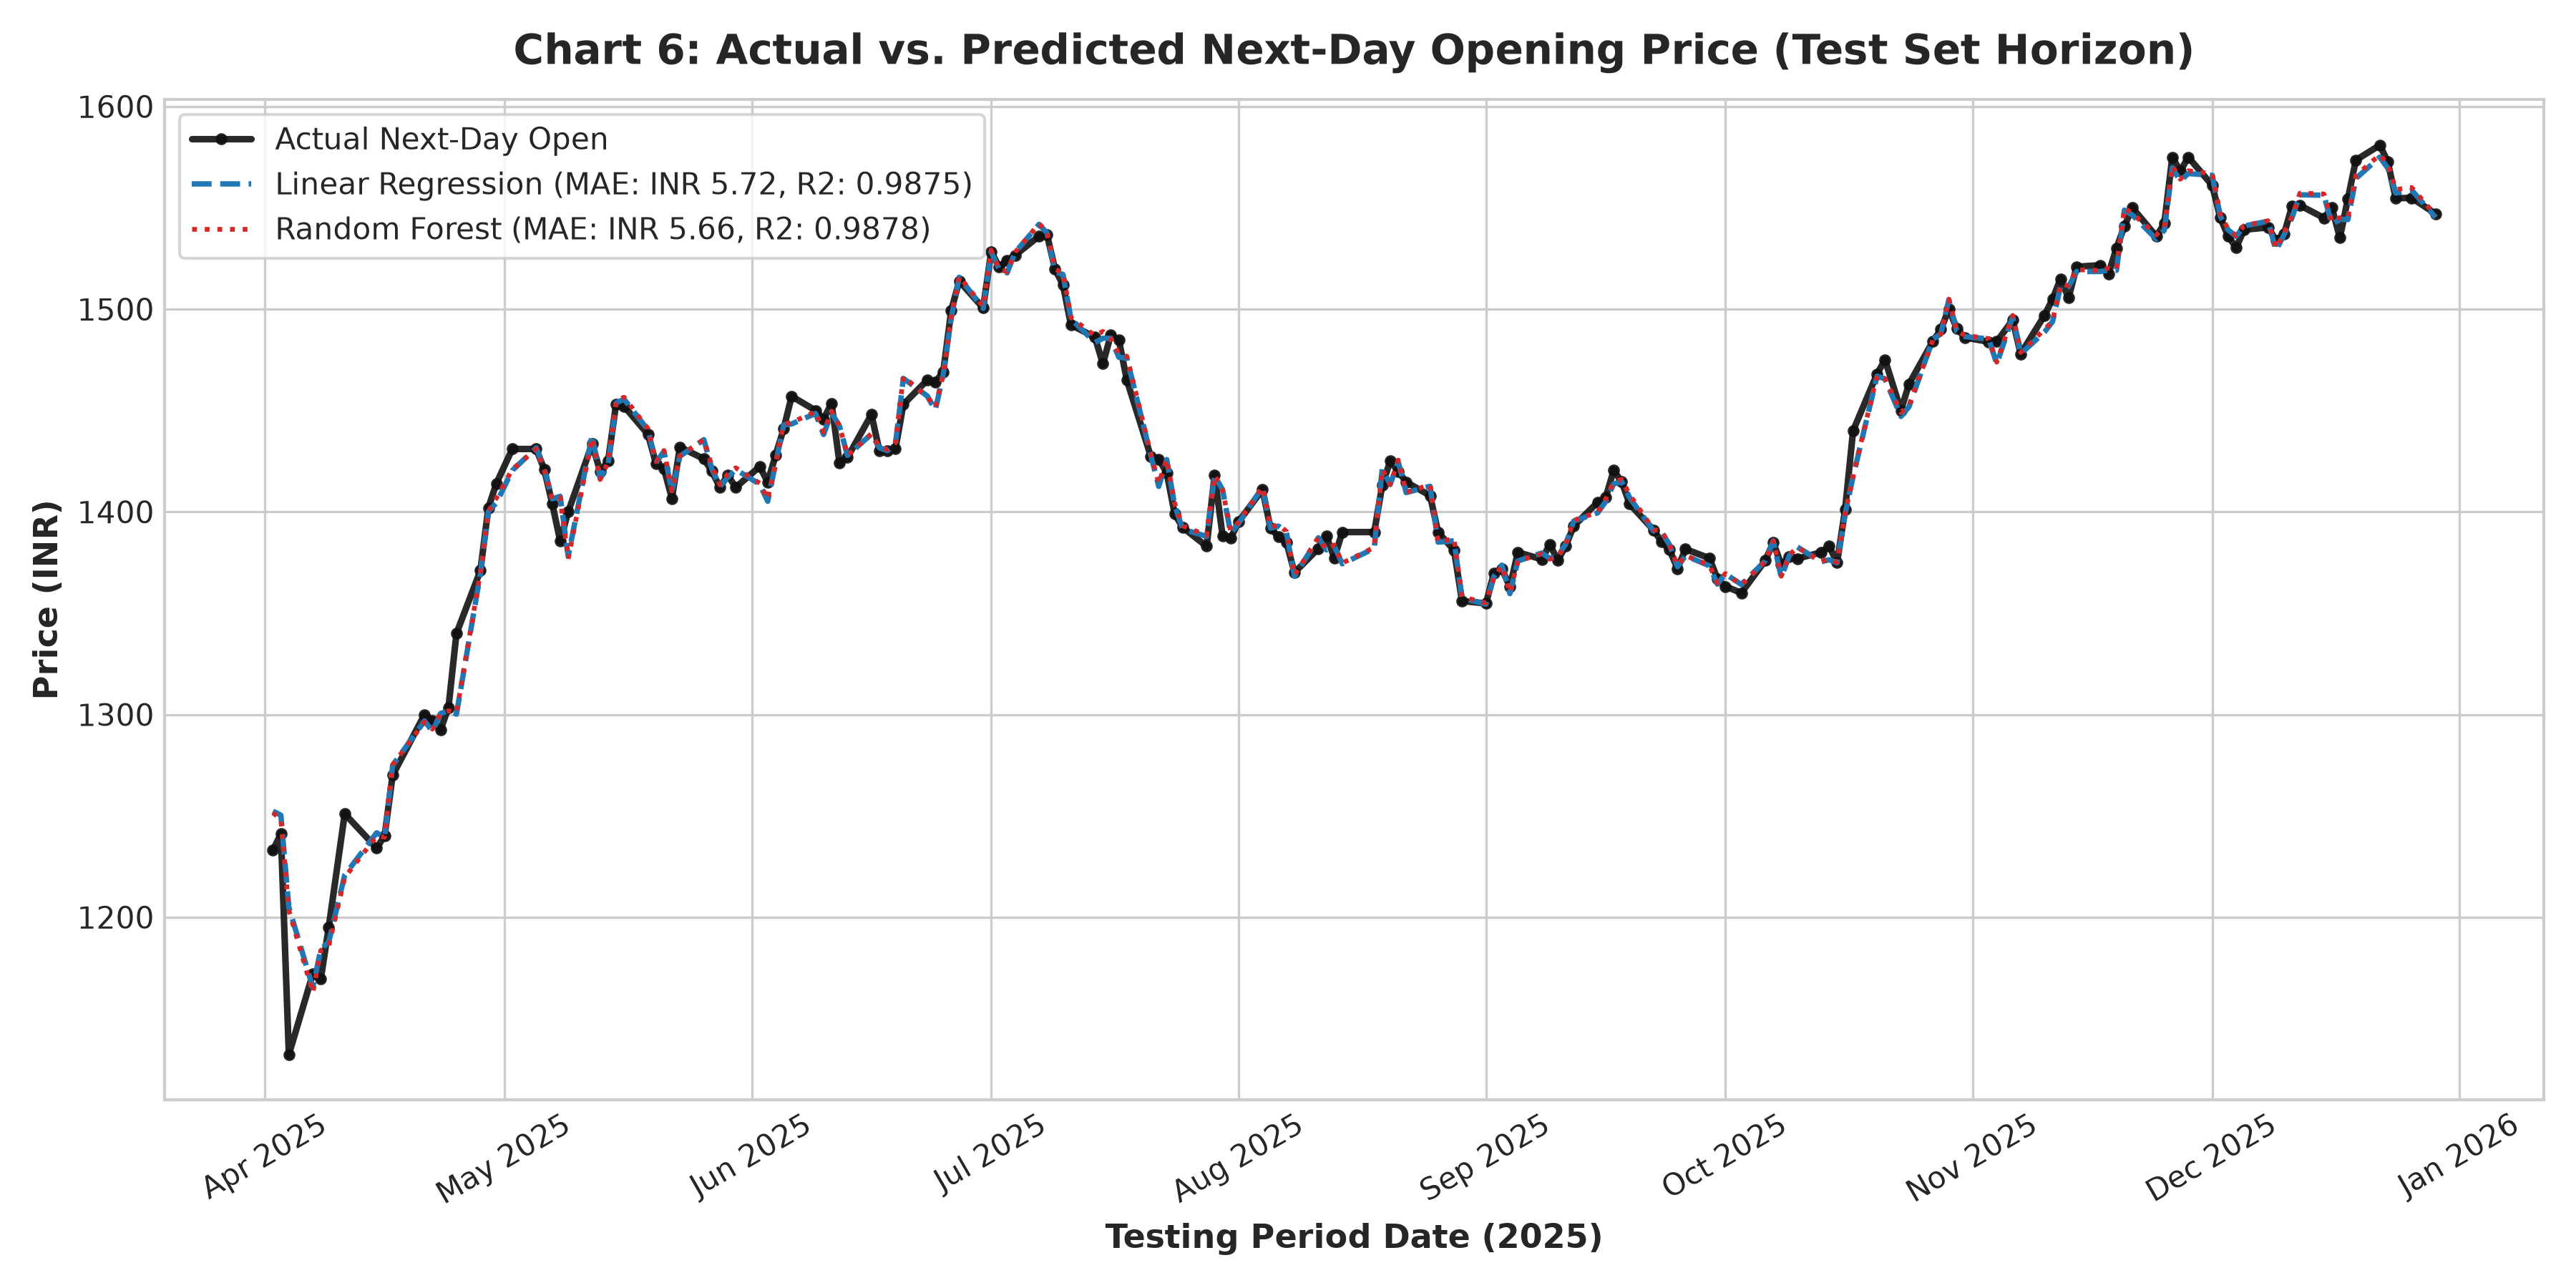 Chart 6: Actual vs. Predicted Next-Day Opening Price (Test Set Horizon)
Actual Next-Day Open
Linear Regression (MAE: INR 5.72, R2: 0.9875)
Random Forest (MAE: INR 5.66, R2: 0.9878)
Price (INR)
1600
1500
1400
1300
1200
Apr 2025
May 2025
Jun 2025
Jul 2025
Aug 2025
Sep 2025
Oct 2025
Nov 2025
Dec 2025
Jan 2026
Testing Period Date (2025)